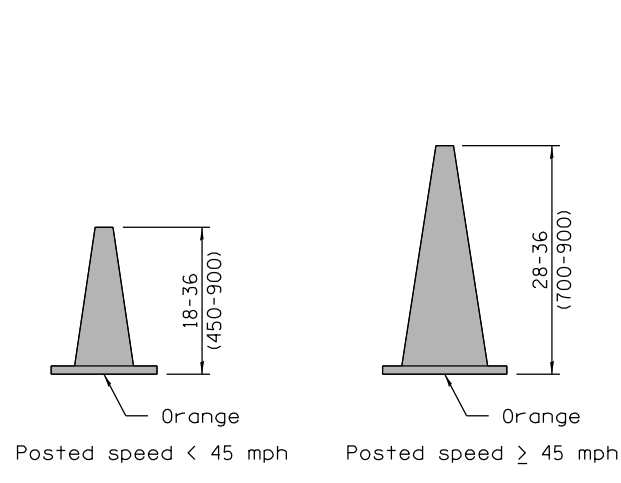 18-36
(450-900)
Orange
Posted speed < 45 mph
28-36
(700-900)
Orange
Posted speed ≥ 45 mph